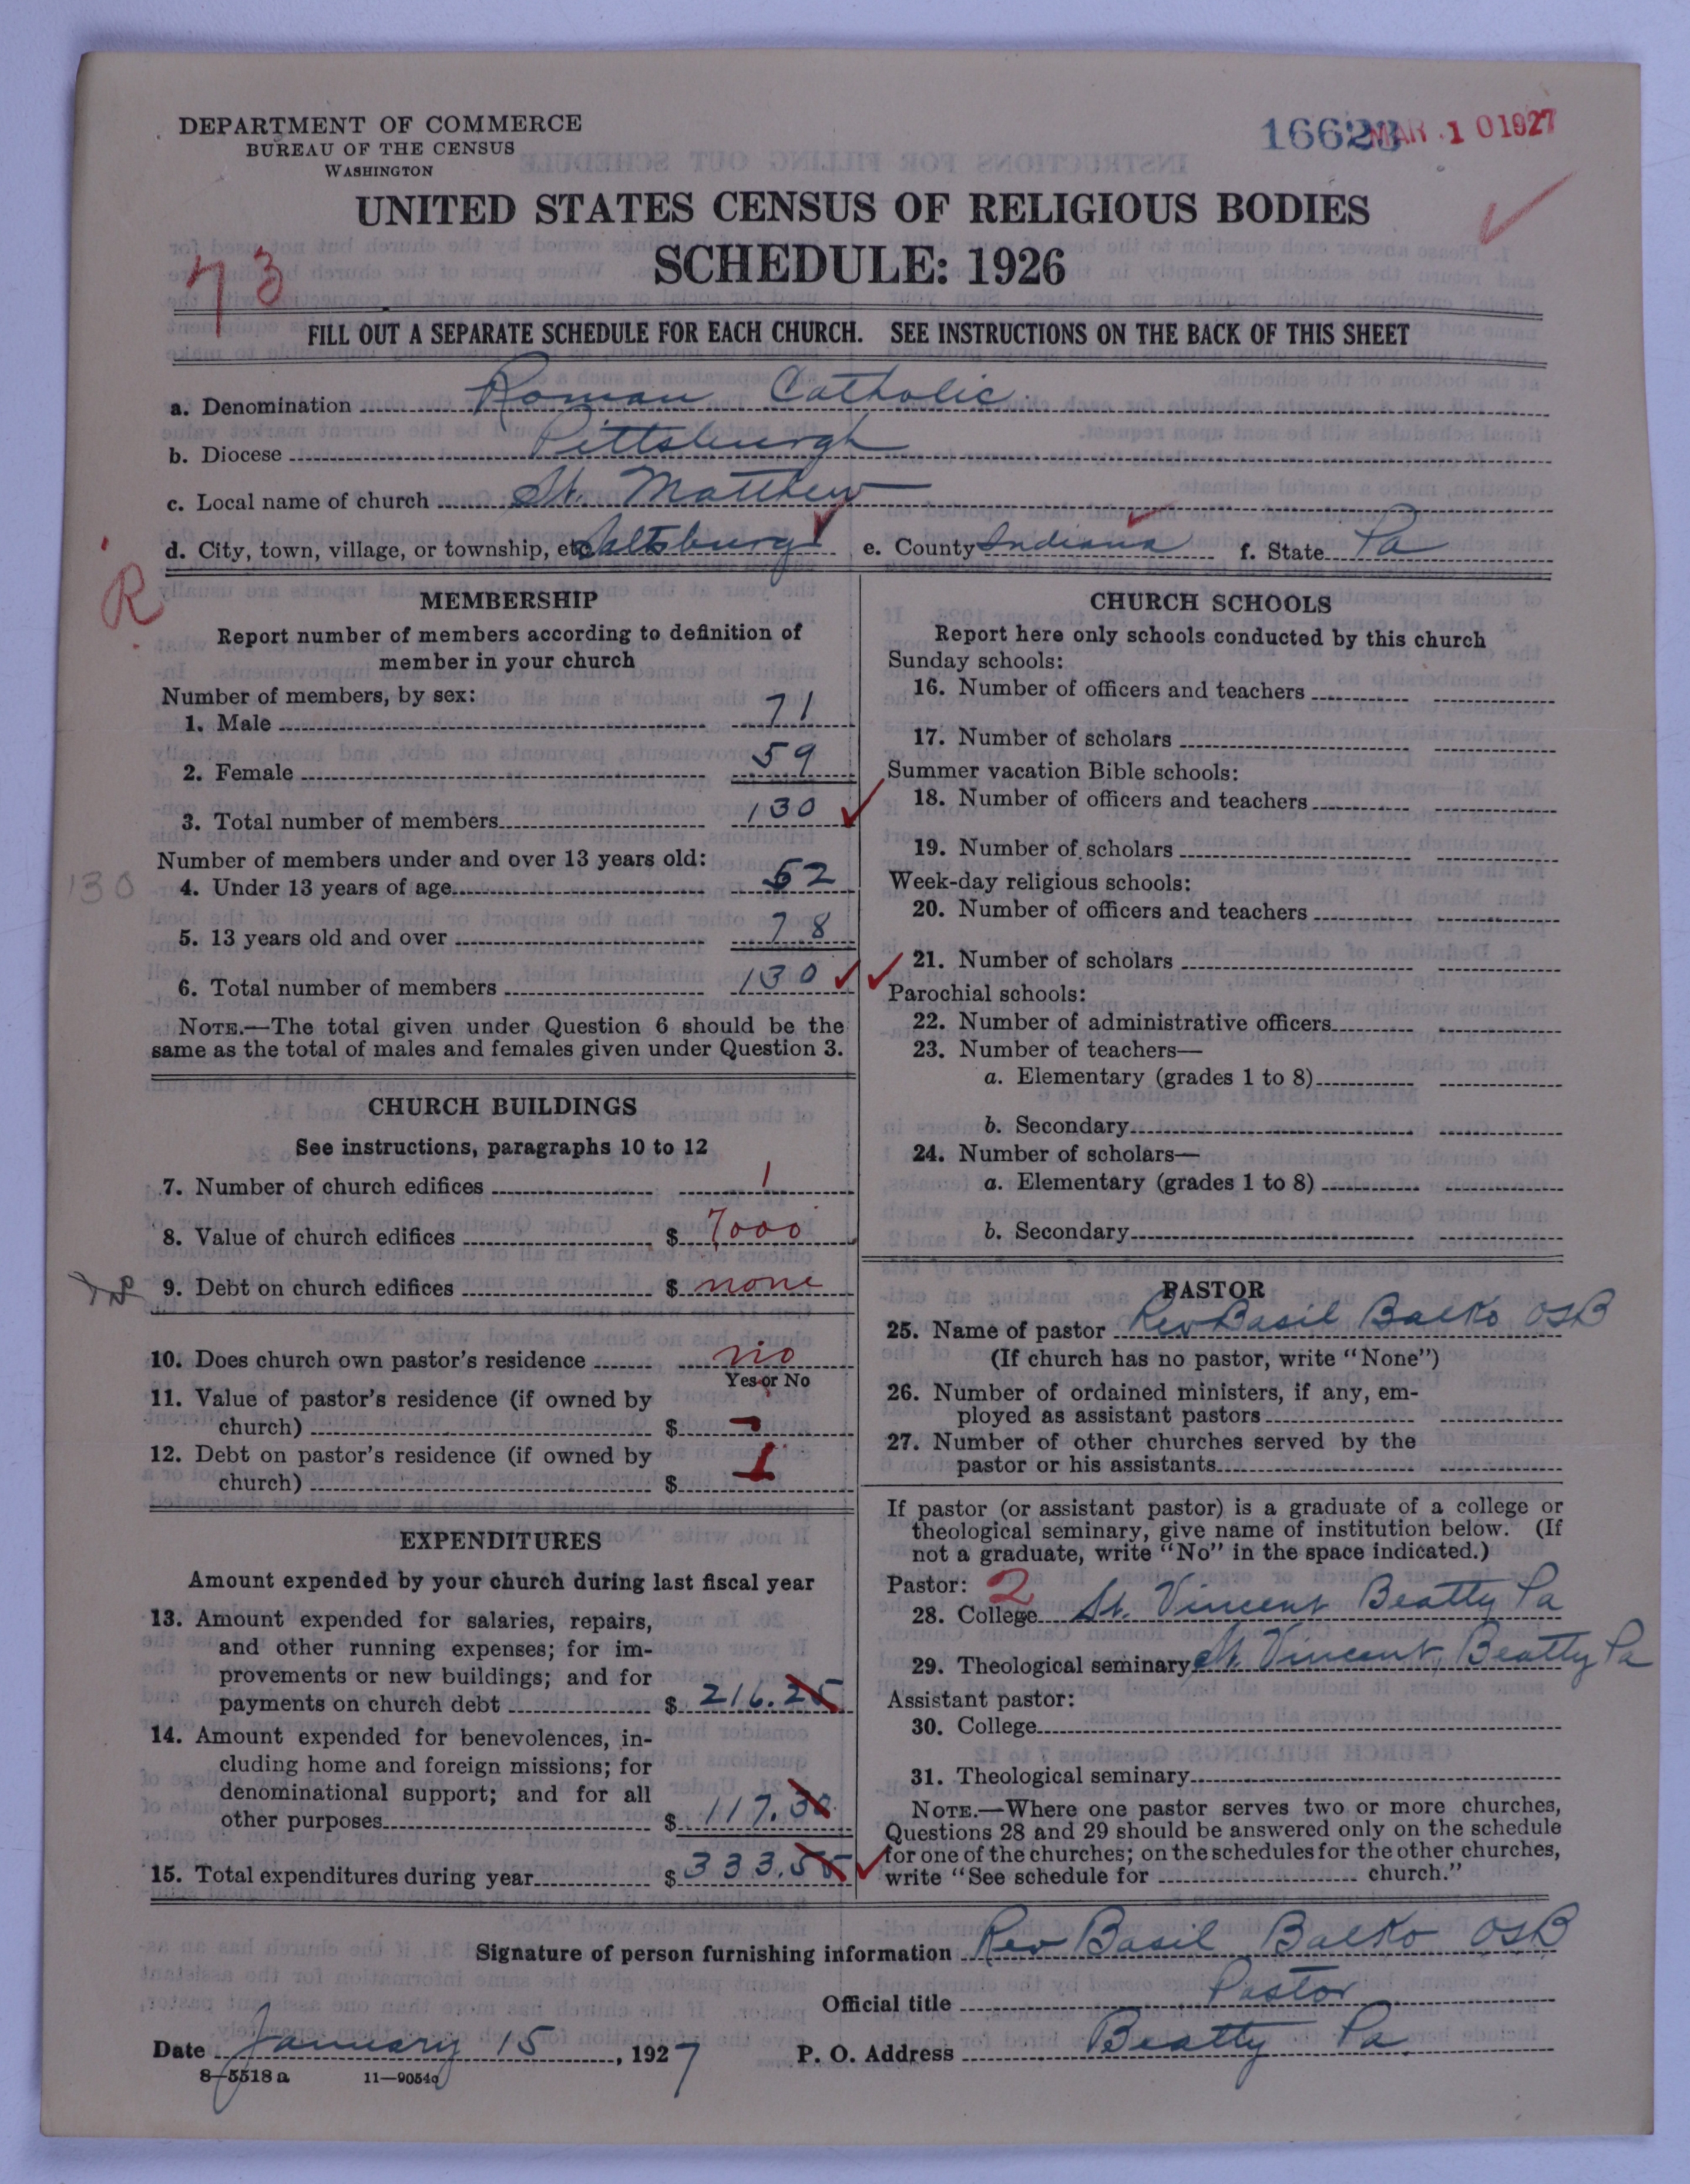 DEPARTMENT OF COMMERCE
BUREAU OF THE CENSUS
WASHINGTON
16623 MAR 10 1927
UNITED STATES CENSUS OF RELIGIOUS BODIES
SCHEDULE: 1926
73
FILL OUT A SEPARATE SCHEDULE FOR EACH CHURCH. SEE INSTRUCTIONS ON THE BACK OF THIS SHEET
a. Denomination Roman Catholic
b. Diocese Pittsburgh
c. Local name of church St. Matthew
d. City, town, village, or township, etc. Saltsburg e. County Indiana f. State Pa
R
MEMBERSHIP
Report number of members according to definition of
member in your church
Number of members, by sex:
1. Male 71
2. Female 59
3. Total number of members 130
Number of members under and over 13 years old:
130
4. Under 13 years of age 52
5. 13 years old and over 78
6. Total number of members 130
NOTE.—The total given under Question 6 should be the
same as the total of males and females given under Question 3.
CHURCH BUILDINGS
See instructions, paragraphs 10 to 12
7. Number of church edifices 1
8. Value of church edifices $ 7000
9. Debt on church edifices $ none
10. Does church own pastor's residence no
Yes or No
11. Value of pastor's residence (if owned by
church) $
12. Debt on pastor's residence (if owned by
church) $
EXPENDITURES
Amount expended by your church during last fiscal year
13. Amount expended for salaries, repairs,
and other running expenses; for im-
provements or new buildings; and for
payments on church debt $ 216.25
14. Amount expended for benevolences, in-
cluding home and foreign missions; for
denominational support; and for all
other purposes $ 117.30
15. Total expenditures during year $ 333.55
CHURCH SCHOOLS
Report here only schools conducted by this church
Sunday schools:
16. Number of officers and teachers
17. Number of scholars
Summer vacation Bible schools:
18. Number of officers and teachers
19. Number of scholars
Week-day religious schools:
20. Number of officers and teachers
21. Number of scholars
Parochial schools:
22. Number of administrative officers
23. Number of teachers—
a. Elementary (grades 1 to 8)
b. Secondary
24. Number of scholars—
a. Elementary (grades 1 to 8)
b. Secondary
PASTOR
25. Name of pastor Rev Basil Balko OSB
(If church has no pastor, write "None")
26. Number of ordained ministers, if any, em-
ployed as assistant pastors
27. Number of other churches served by the
pastor or his assistants
If pastor (or assistant pastor) is a graduate of a college or
theological seminary, give name of institution below. (If
not a graduate, write "No" in the space indicated.)
Pastor: 2
28. College St. Vincent Beatty Pa
29. Theological seminary St. Vincent, Beatty Pa
Assistant pastor:
30. College
31. Theological seminary
NOTE.—Where one pastor serves two or more churches,
Questions 28 and 29 should be answered only on the schedule
for one of the churches; on the schedules for the other churches,
write "See schedule for church."
Signature of person furnishing information Rev Basil Balko OSB
Official title Pastor
Date January 15, 1927 P. O. Address Beatty Pa.
8—5518 a 11—9054a